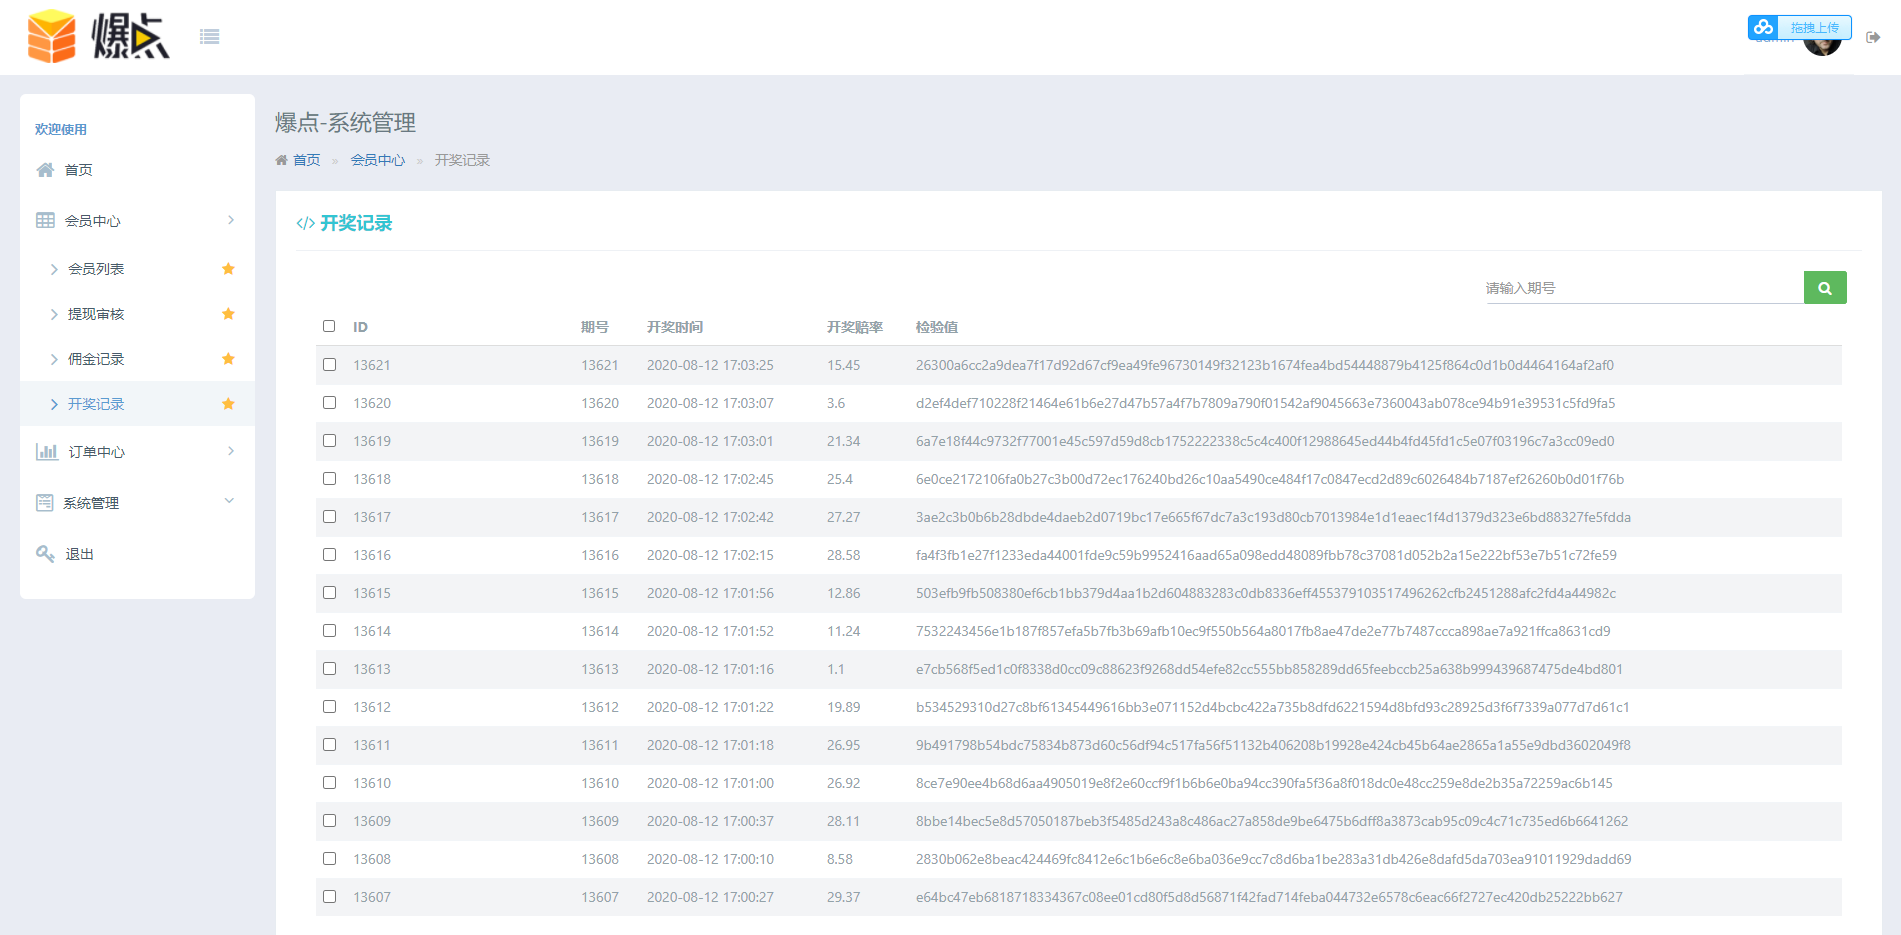 爆点
拖拽上传
欢迎使用
首页
会员中心
会员列表
提现审核
佣金记录
开奖记录
订单中心
系统管理
退出
爆点-系统管理
首页 » 会员中心 » 开奖记录
</> 开奖记录
请输入期号
ID 期号 开奖时间 开奖赔率 检验值
13621 13621 2020-08-12 17:03:25 15.45 26300a6cc2a9dea7f17d92d67cf9ea49fe96730149f32123b1674fea4bd54448879b4125f864c0d1b0d4464164af2af0
13620 13620 2020-08-12 17:03:07 3.6 d2ef4def710228f21464e61b6e27d47b57a4f7b7809a790f01542af9045663e7360043ab078ce94b91e39531c5fd9fa5
13619 13619 2020-08-12 17:03:01 21.34 6a7e18f44c9732f77001e45c597d59d8cb1752222338c5c4c400f12988645ed44b4fd45fd1c5e07f03196c7a3cc09ed0
13618 13618 2020-08-12 17:02:45 25.4 6e0ce2172106fa0b27c3b00d72ec176240bd26c10aa5490ce484f17c0847ecd2d89c6026484b7187ef26260b0d01f76b
13617 13617 2020-08-12 17:02:42 27.27 3ae2c3b0b6b28dbde4daeb2d0719bc17e665f67dc7a3c193d80cb7013984e1d1eaec1f4d1379d323e6bd88327fe5fdda
13616 13616 2020-08-12 17:02:15 28.58 fa4f3fb1e27f1233eda44001fde9c59b9952416aad65a098edd48089fbb78c37081d052b2a15e222bf53e7b51c72fe59
13615 13615 2020-08-12 17:01:56 12.86 503efb9fb508380ef6cb1bb379d4aa1b2d604883283c0db8336eff455379103517496262cfb2451288afc2fd4a44982c
13614 13614 2020-08-12 17:01:52 11.24 7532243456e1b187f857efa5b7fb3b69afb10ec9f550b564a8017fb8ae47de2e77b7487ccca898ae7a921ffca8631cd9
13613 13613 2020-08-12 17:01:16 1.1 e7cb568f5ed1c0f8338d0cc09c88623f9268dd54efe82cc555bb858289dd65feebccb25a638b999439687475de4bd801
13612 13612 2020-08-12 17:01:22 19.89 b534529310d27c8bf61345449616bb3e071152d4bcbc422a735b8dfd6221594d8bfd93c28925d3f6f7339a077d7d61c1
13611 13611 2020-08-12 17:01:18 26.95 9b491798b54bdc75834b873d60c56df94c517fa56f51132b406208b19928e424cb45b64ae2865a1a55e9dbd3602049f8
13610 13610 2020-08-12 17:01:00 26.92 8ce7e90ee4b68d6aa4905019e8f2e60ccf9f1b6b6e0ba94cc390fa5f36a8f018dc0e48cc259e8de2b35a72259ac6b145
13609 13609 2020-08-12 17:00:37 28.11 8bbe14bec5e8d57050187beb3f5485d243a8c486ac27a858de9be6475b6dff8a3873cab95c09c4c71c735ed6b6641262
13608 13608 2020-08-12 17:00:10 8.58 2830b062e8beac424469fc8412e6c1b6e6c8e6ba036e9cc7c8d6ba1be283a31db426e8dafd5da703ea91011929dadd69
13607 13607 2020-08-12 17:00:27 29.37 e64bc47eb6818718334367c08ee01cd80f5d8d56871f42fad714feba044732e6578c6eac66f2727ec420db25222bb627